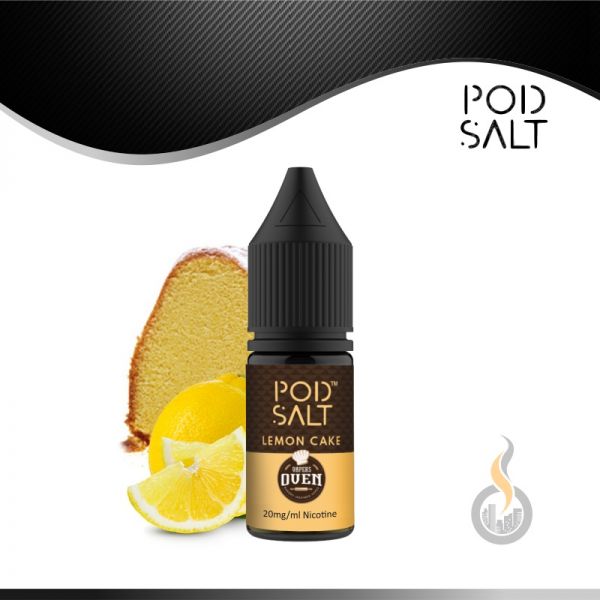 POD
SALT
POD™
SALT
LEMON CAKE
VAPERS
OVEN
20mg/ml Nicotine